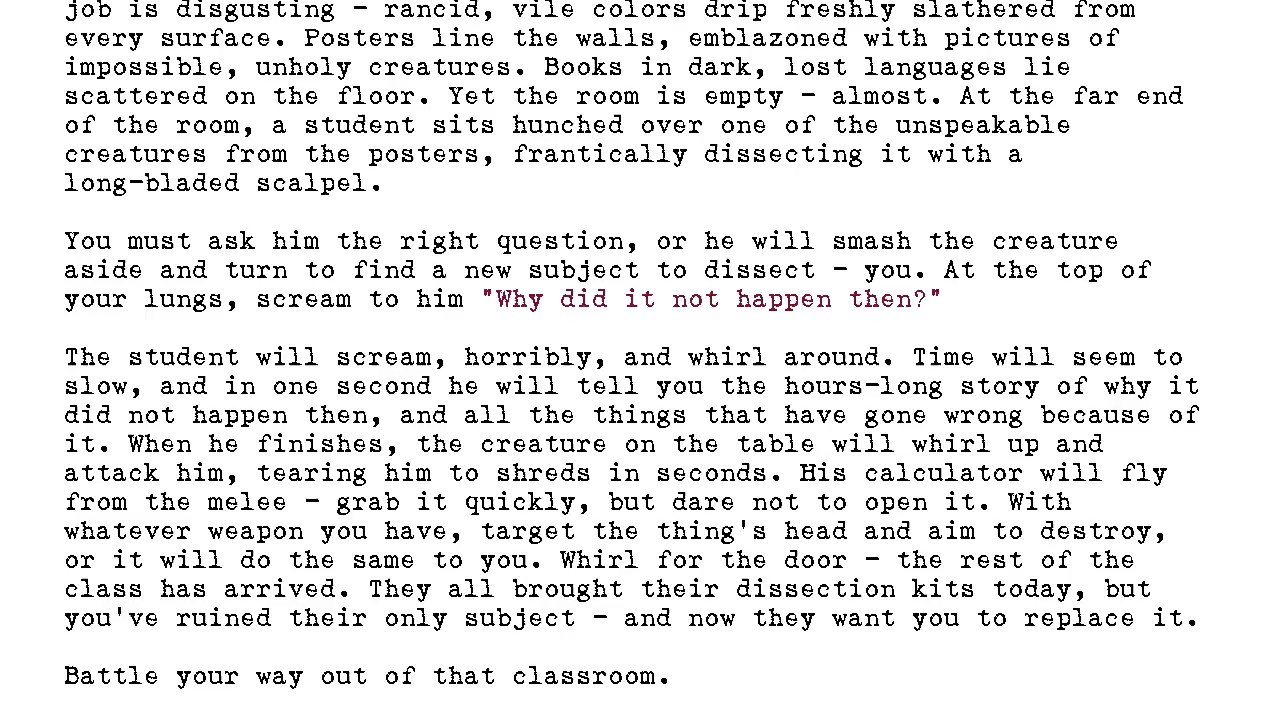 job is disgusting - rancid, vile colors drip freshly slathered from
every surface. Posters line the walls, emblazoned with pictures of
impossible, unholy creatures. Books in dark, lost languages lie
scattered on the floor. Yet the room is empty - almost. At the far end
of the room, a student sits hunched over one of the unspeakable
creatures from the posters, frantically dissecting it with a
long-bladed scalpel.

You must ask him the right question, or he will smash the creature
aside and turn to find a new subject to dissect - you. At the top of
your lungs, scream to him "Why did it not happen then?"

The student will scream, horribly, and whirl around. Time will seem to
slow, and in one second he will tell you the hours-long story of why it
did not happen then, and all the things that have gone wrong because of
it. When he finishes, the creature on the table will whirl up and
attack him, tearing him to shreds in seconds. His calculator will fly
from the melee - grab it quickly, but dare not to open it. With
whatever weapon you have, target the thing's head and aim to destroy,
or it will do the same to you. Whirl for the door - the rest of the
class has arrived. They all brought their dissection kits today, but
you've ruined their only subject - and now they want you to replace it.

Battle your way out of that classroom.